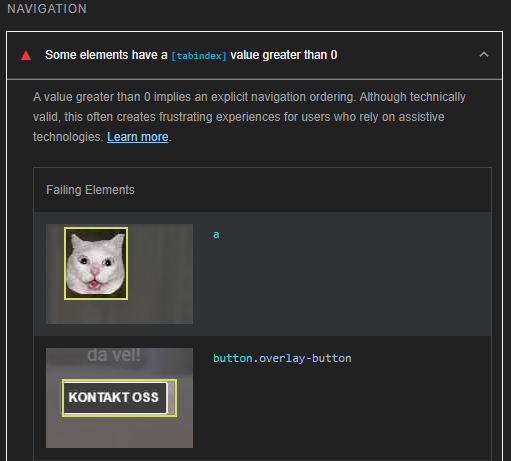 NAVIGATION
Some elements have a [tabindex] value greater than 0
A value greater than 0 implies an explicit navigation ordering. Although technically
valid, this often creates frustrating experiences for users who rely on assistive
technologies. Learn more.
Failing Elements
a
da vel!
KONTAKT OSS
button.overlay-button